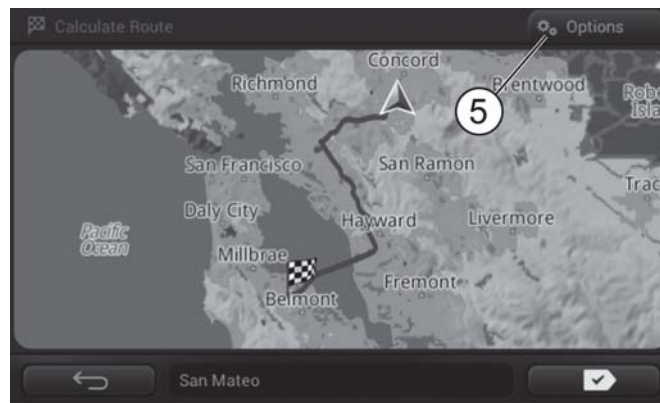 Calculate Route
Options
Concord
Richmond
Brentwood
5
San Francisco
San Ramon
Daly City
Hayward
Livermore
Pacific
Ocean
Millbrae
Fremont
Belmont
San Mateo